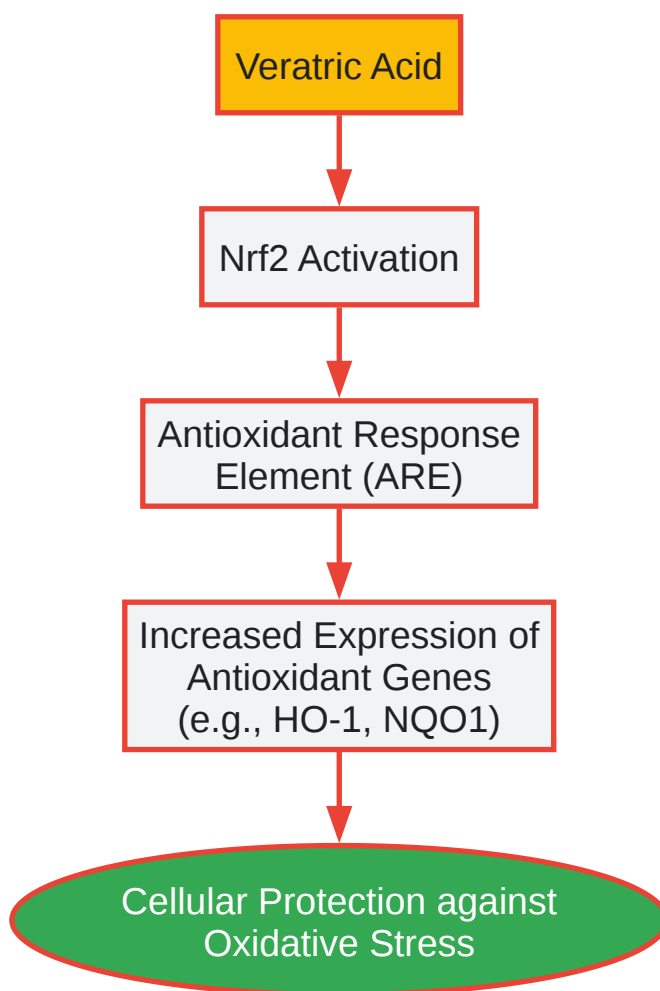 Veratric Acid
Nrf2 Activation
Antioxidant Response
Element (ARE)
Increased Expression of
Antioxidant Genes
(e.g., HO-1, NQO1)
Cellular Protection against
Oxidative Stress